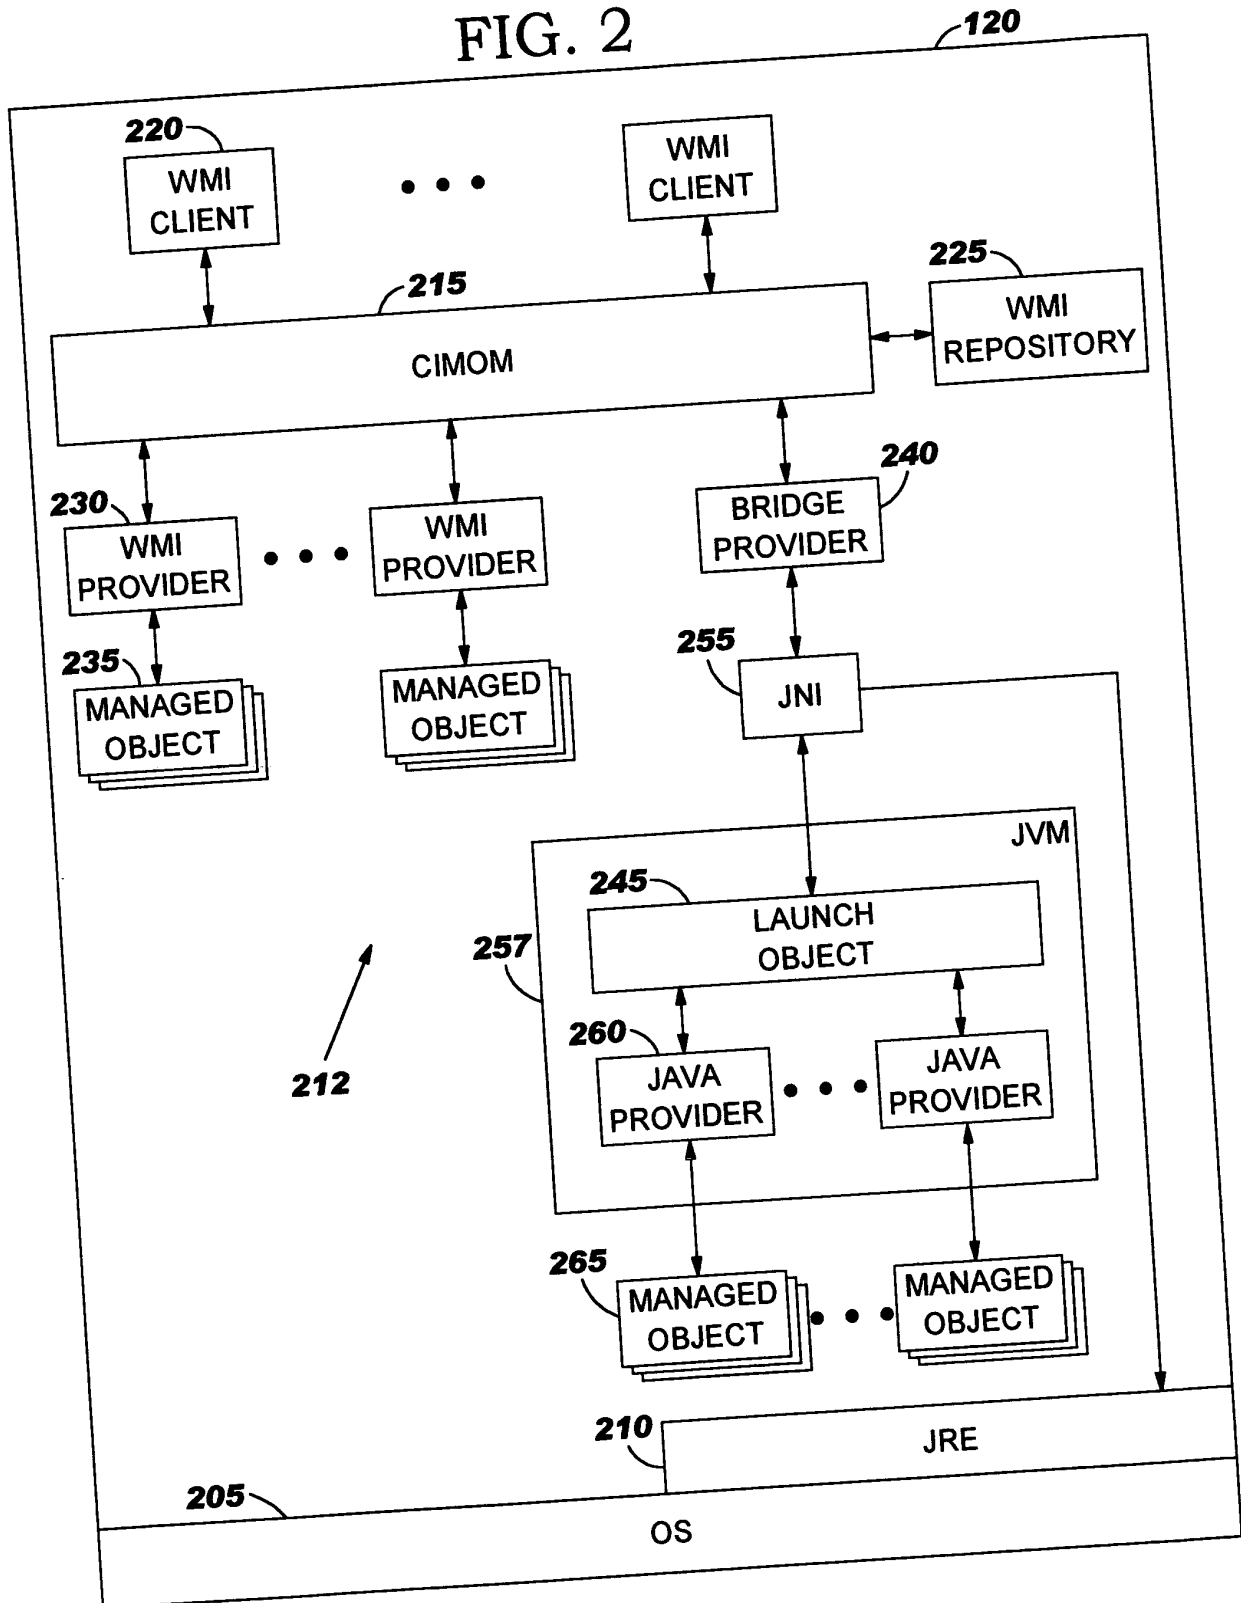 FIG. 2
120
220
WMI
CLIENT
WMI
CLIENT
215
225
CIMOM
WMI
REPOSITORY
230
WMI
PROVIDER
WMI
PROVIDER
240
BRIDGE
PROVIDER
235
MANAGED
OBJECT
MANAGED
OBJECT
255
JNI
JVM
245
LAUNCH
OBJECT
257
212
260
JAVA
PROVIDER
JAVA
PROVIDER
265
MANAGED
OBJECT
MANAGED
OBJECT
210
JRE
205
OS